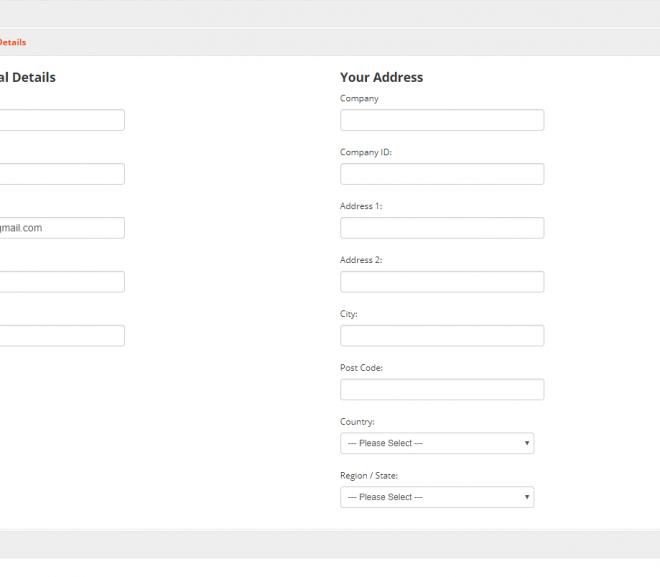 Details
al Details
gmail.com
Your Address
Company
Company ID:
Address 1:
Address 2:
City:
Post Code:
Country:
--- Please Select ---
Region / State:
--- Please Select ---